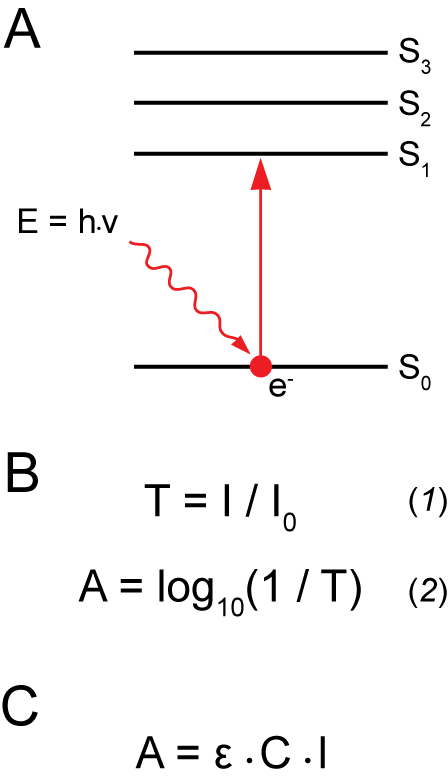 A
S3
S2
S1
E = h.v
S0
e-
B
T = I / I0 (1)
A = log10(1 / T) (2)
C
A = ε . C . l